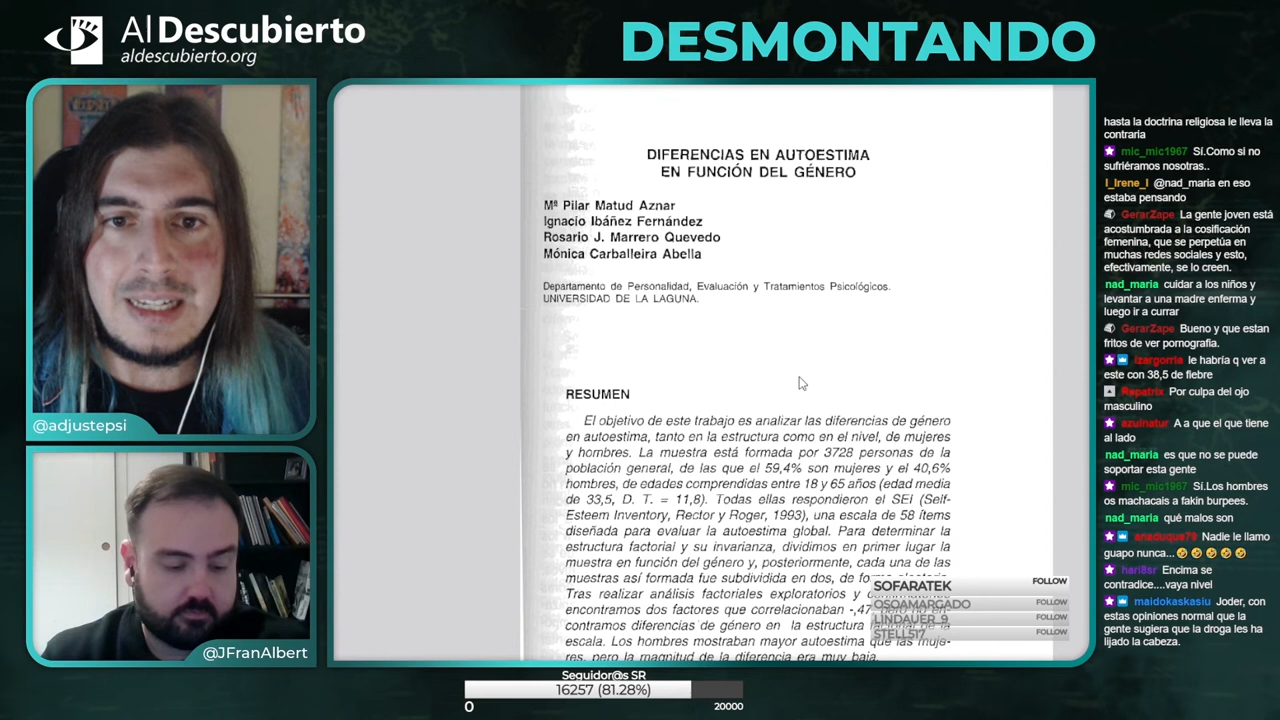 Al Descubierto
aldescubierto.org
DESMONTANDO
@adjustepsi
@JFranAlbert
DIFERENCIAS EN AUTOESTIMA
EN FUNCIÓN DEL GÉNERO
Mª Pilar Matud Aznar
Ignacio Ibáñez Fernández
Rosario J. Marrero Quevedo
Mónica Carballeira Abella
Departamento de Personalidad, Evaluación y Tratamientos Psicológicos.
UNIVERSIDAD DE LA LAGUNA.
RESUMEN
El objetivo de este trabajo es analizar las diferencias de género
en autoestima, tanto en la estructura como en el nivel, de mujeres
y hombres. La muestra está formada por 3728 personas de la
población general, de las que el 59,4% son mujeres y el 40,6%
hombres, de edades comprendidas entre 18 y 65 años (edad media
de 33,5, D. T. = 11,8). Todas ellas respondieron el SEI (Self-
Esteem Inventory, Rector y Roger, 1993), una escala de 58 ítems
diseñada para evaluar la autoestima global. Para determinar la
estructura factorial y su invarianza, dividimos en primer lugar la
muestra en función del género y, posteriormente, cada una de las
muestras así formada fue subdividida en dos, de
Tras realizar análisis factoriales exploratorios y
encontramos dos factores que correlacionaban -,47
contramos diferencias de género en la estructura
escala. Los hombres mostraban mayor autoestima que las muje-
res, pero la magnitud de la diferencia era muy baja.
SOFARATEK FOLLOW
OSOAMARGADO FOLLOW
LINDAUER_9 FOLLOW
STELL517 FOLLOW
hasta la doctrina religiosa le lleva la
contraria
mic_mic1967 Sí.Como si no
sufriéramos nosotras..
I_Irene_I @nad_maria en eso
estaba pensando
GerarZape La gente joven está
acostumbrada a la cosificación
femenina, que se perpetúa en
muchas redes sociales y esto,
efectivamente, se lo creen.
nad_maria cuidar a los niños y
levantar a una madre enferma y
luego ir a currar
GerarZape Bueno y que estan
fritos de ver pornografia.
izargorria le habría q ver a
este con 38,5 de fiebre
Repatrix Por culpa del ojo
masculino
azulnatur A a que el que tiene
al lado
nad_maria es que no se puede
soportar esta gente
mic_mic1967 Sí.Los hombres
os machacais a fakin burpees.
nad_maria qué malos son
anaduque79 Nadie le llamo
guapo nunca...🤣🤣🤣🤣🤣
hari8sr Encima se
contradice....vaya nivel
maidokaskasiu Joder, con
estas opiniones normal que la
gente sugiera que la droga les ha
lijado la cabeza.
Seguidor@s SR
16257 (81.28%)
0
20000